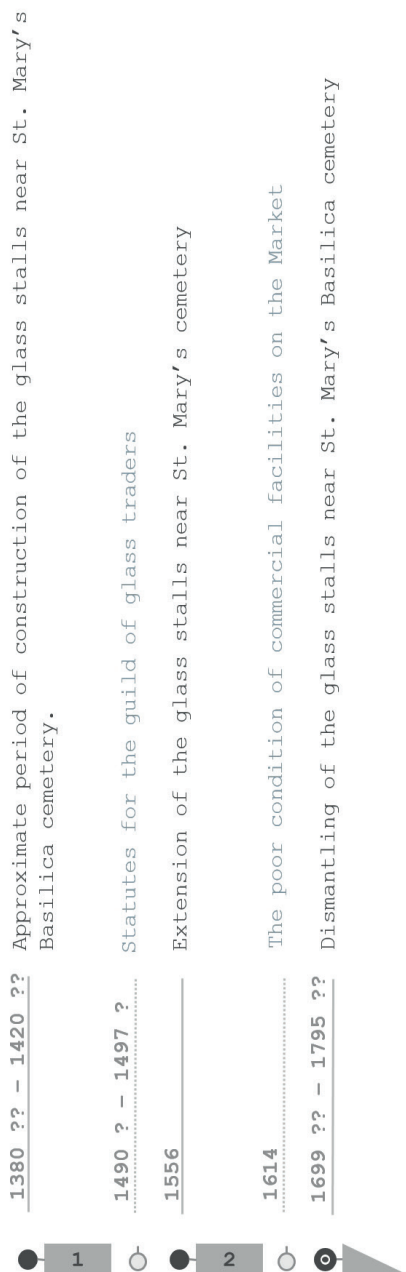 1380 ?? – 1420 ?? Approximate period of construction of the glass stalls near St. Mary's
Basilica cemetery.
1
1490 ? – 1497 ? Statutes for the guild of glass traders
1556 Extension of the glass stalls near St. Mary's cemetery
2
1614 The poor condition of commercial facilities on the Market
1699 ?? – 1795 ?? Dismantling of the glass stalls near St. Mary's Basilica cemetery